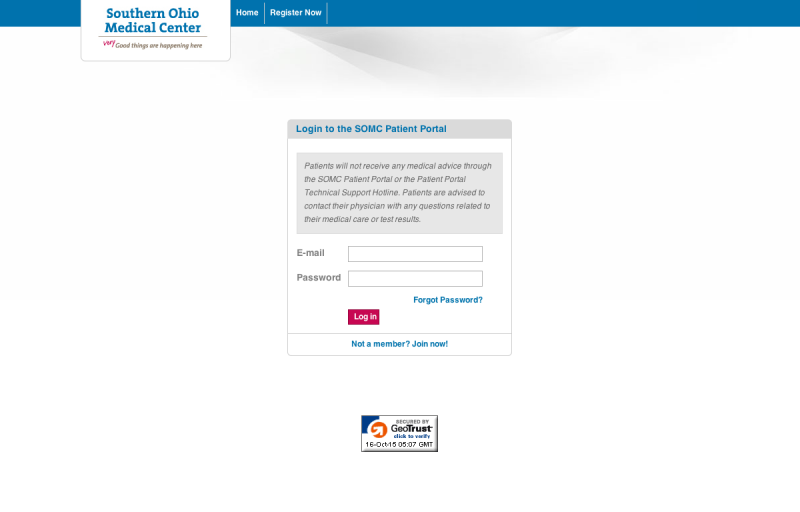 Southern Ohio
Medical Center
very Good things are happening here
Home
Register Now
Login to the SOMC Patient Portal
Patients will not receive any medical advice through
the SOMC Patient Portal or the Patient Portal
Technical Support Hotline. Patients are advised to
contact their physician with any questions related to
their medical care or test results.
E-mail
Password
Forgot Password?
Log in
Not a member? Join now!
SECURED BY
GeoTrust
click to verify
16-Oct-15 05:07 GMT